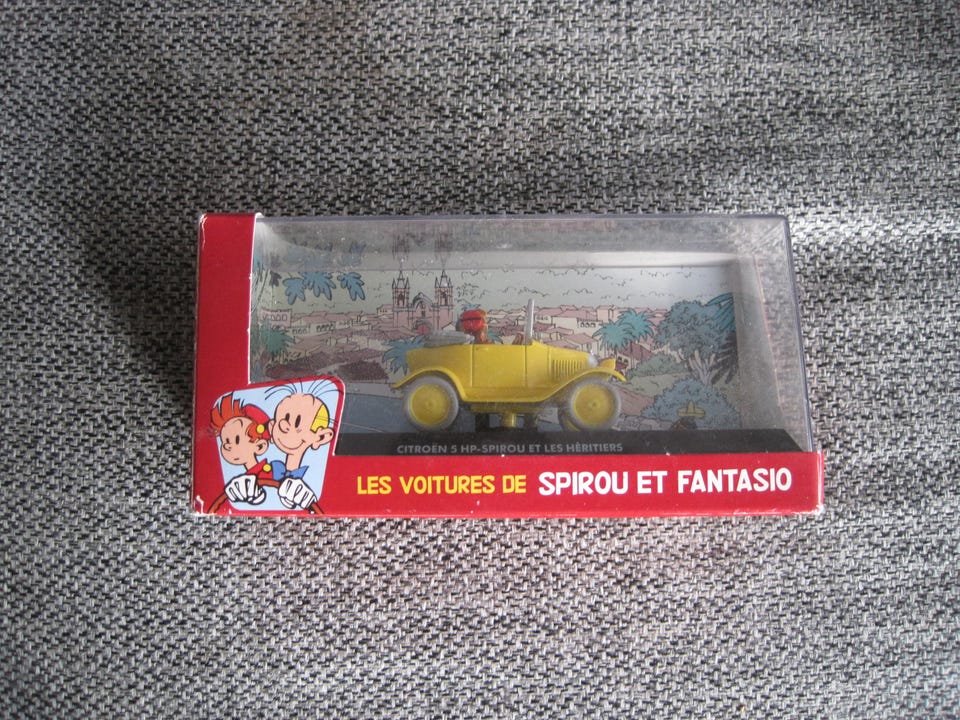 CITROËN 5 HP-SPIROU ET LES HÉRITIERS
LES VOITURES DE SPIROU ET FANTASIO